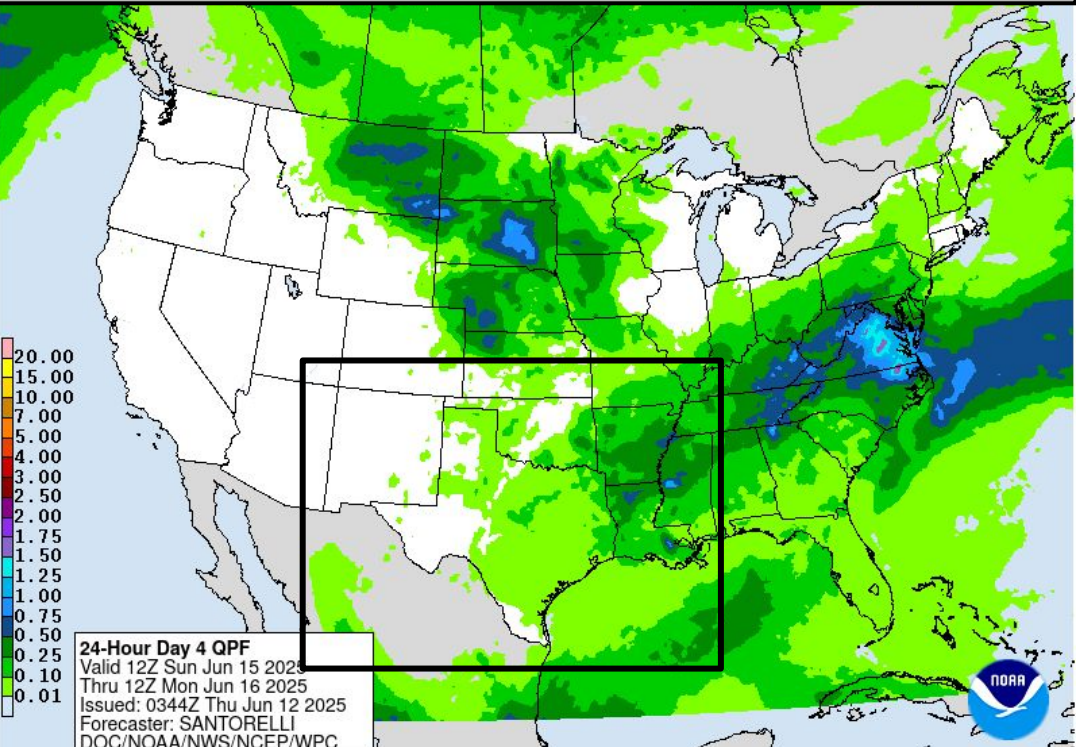 20.00
15.00
10.00
7.00
5.00
4.00
3.00
2.50
2.00
1.75
1.50
1.25
1.00
0.75
0.50
0.25
0.10
0.01
24-Hour Day 4 QPF
Valid 12Z Sun Jun 15 2025
Thru 12Z Mon Jun 16 2025
Issued: 0344Z Thu Jun 12 2025
Forecaster: SANTORELLI
DOC/NOAA/NWS/NCEP/WPC
NOAA